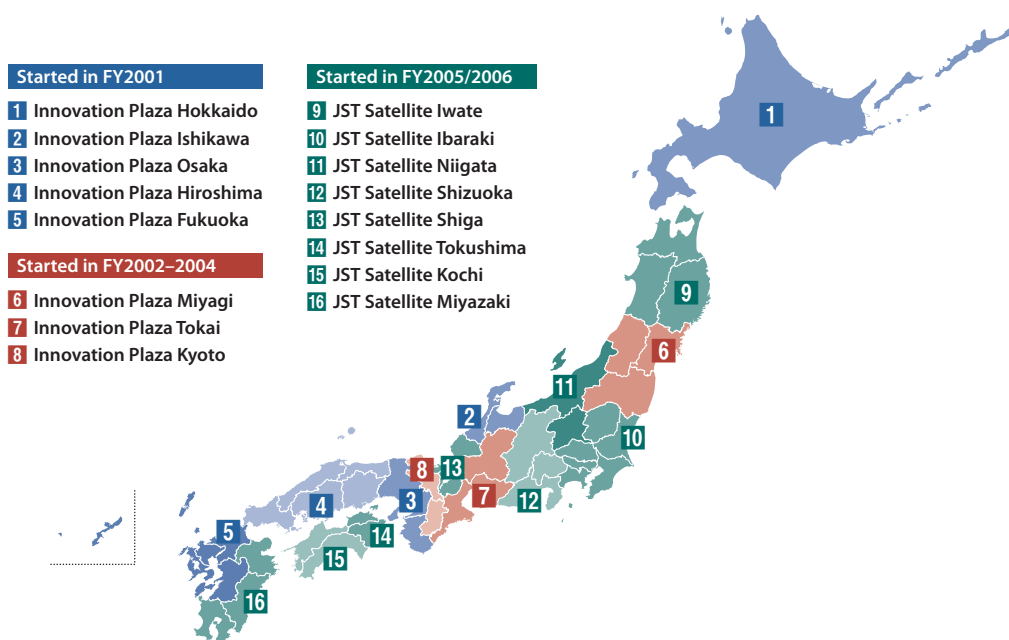 Started in FY2001
1 Innovation Plaza Hokkaido
2 Innovation Plaza Ishikawa
3 Innovation Plaza Osaka
4 Innovation Plaza Hiroshima
5 Innovation Plaza Fukuoka
Started in FY2002–2004
6 Innovation Plaza Miyagi
7 Innovation Plaza Tokai
8 Innovation Plaza Kyoto
Started in FY2005/2006
9 JST Satellite Iwate
10 JST Satellite Ibaraki
11 JST Satellite Niigata
12 JST Satellite Shizuoka
13 JST Satellite Shiga
14 JST Satellite Tokushima
15 JST Satellite Kochi
16 JST Satellite Miyazaki
1
9
6
11
2
10
8
13
7
12
3
4
5
14
15
16